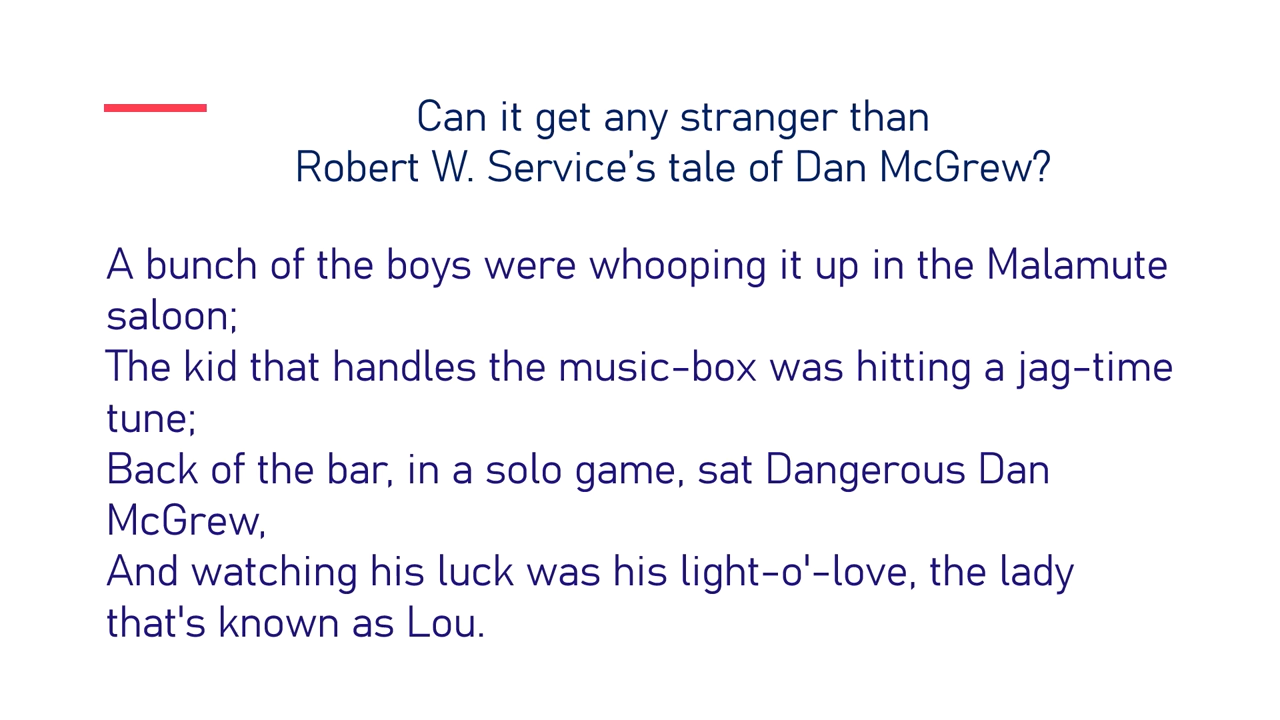 Can it get any stranger than
Robert W. Service’s tale of Dan McGrew?
A bunch of the boys were whooping it up in the Malamute
saloon;
The kid that handles the music-box was hitting a jag-time
tune;
Back of the bar, in a solo game, sat Dangerous Dan
McGrew,
And watching his luck was his light-o'-love, the lady
that's known as Lou.